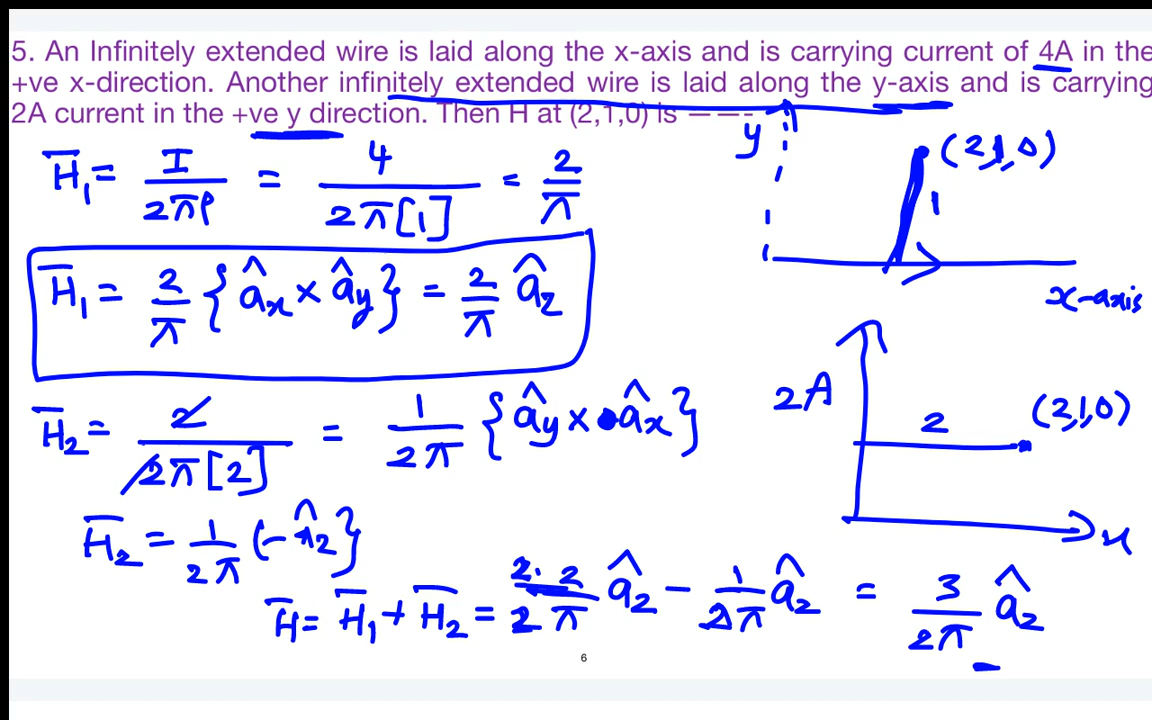 5. An Infinitely extended wire is laid along the x-axis and is carrying current of 4A in the
+ve x-direction. Another infinitely extended wire is laid along the y-axis and is carrying
2A current in the +ve y direction. Then H at (2,1,0) is ————-
y
(2,1,0)
1
x-axis
H̅₁ = I / 2πρ = 4 / 2π[1] = 2/π
H̅₁ = 2/π {âx × ây} = 2/π âz
2A
2
(2,1,0)
x
H̅₂ = 2 / 2π[2] = 1/2π {ây × âx}
H̅₂ = 1/2π {-âz}
H̅ = H̅₁ + H̅₂ = 2·2/2π âz − 1/2π âz = 3/2π âz
6